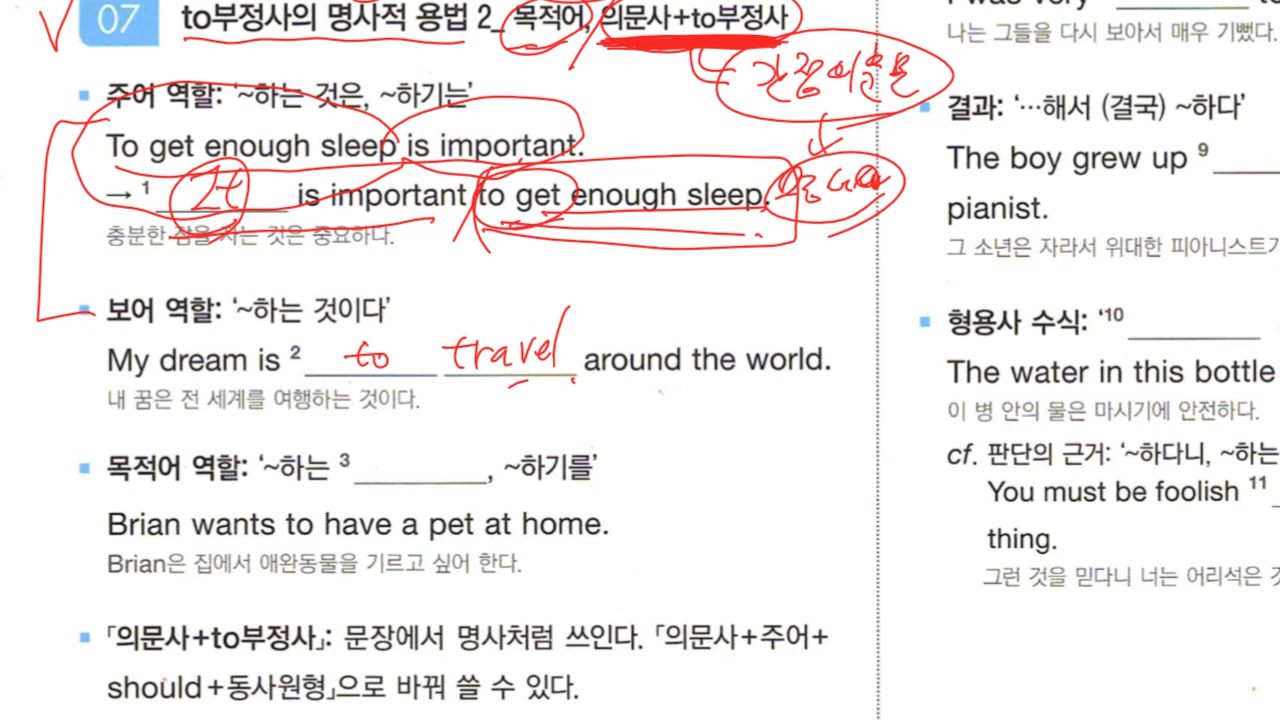 07 to부정사의 명사적 용법 2_ 목적어, 의문사+to부정사
간접의문문
주어 역할: ‘~하는 것은, ~하기는’
To get enough sleep is important.
→ 1 It is important to get enough sleep.
충분한 잠을 자는 것은 중요하다.
보어 역할: ‘~하는 것이다’
My dream is 2 to travel around the world.
내 꿈은 전 세계를 여행하는 것이다.
목적어 역할: ‘~하는 3 ________, ~하기를’
Brian wants to have a pet at home.
Brian은 집에서 애완동물을 기르고 싶어 한다.
「의문사+to부정사」: 문장에서 명사처럼 쓰인다. 「의문사+주어+
should+동사원형」으로 바꿔 쓸 수 있다.
나는 그들을 다시 보아서 매우 기뻤다.
결과: ‘…해서 (결국) ~하다’
The boy grew up 9 ____
pianist.
그 소년은 자라서 위대한 피아니스트가
형용사 수식: ‘10 ________
The water in this bottle
이 병 안의 물은 마시기에 안전하다.
cf. 판단의 근거: ‘~하다니, ~하는
You must be foolish 11
thing.
그런 것을 믿다니 너는 어리석은